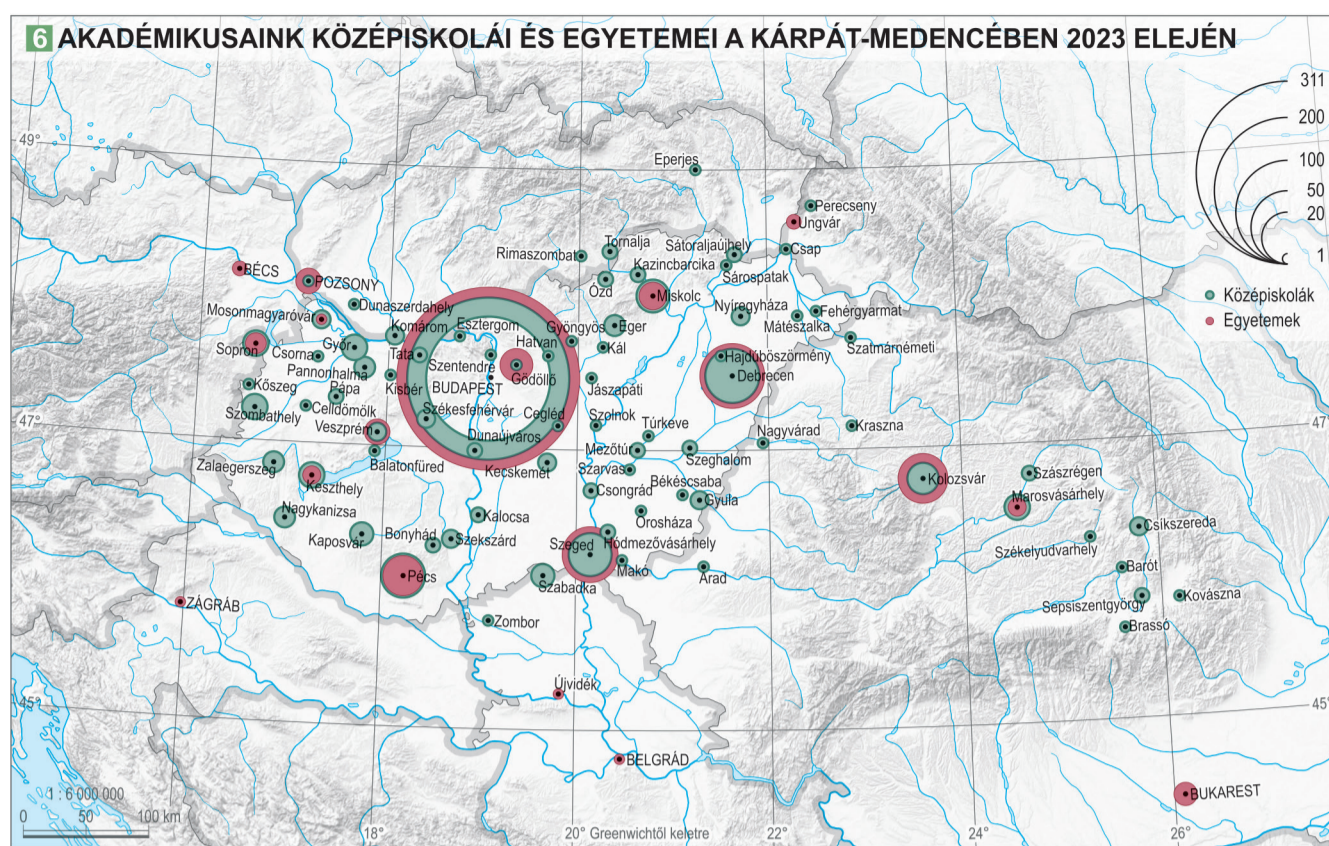 6 AKADÉMIKUSAINK KÖZÉPISKOLÁI ÉS EGYETEMEI A KÁRPÁT-MEDENCÉBEN 2023 ELEJÉN
311
200
100
50
20
1
Középiskolák
Egyetemek
49°
Eperjes
Perecseny
Ungvár
Tornalja
Sátoraljaújhely
Csap
Rimaszombat
Kazincbarcika
Sárospatak
BÉCS
POZSONY
Ózd
Miskolc
Dunaszerdahely
Nyíregyháza
Fehérgyarmat
Mosonmagyaróvár
Komárom
Esztergom
Gyöngyös
Eger
Mátészalka
Sopron
Csorna
Győr
Tata
Szentendre
Hatvan
Kál
Szatmárnémeti
Hajdúböszörmény
Pannonhalma
Gödöllő
Debrecen
Kőszeg
Pápa
Kisbér
BUDAPEST
Jászapáti
Szombathely
Celldömölk
Székesfehérvár
Cegléd
Szolnok
Túrkeve
Kraszna
47°
47°
Veszprém
Dunaújváros
Mezőtúr
Nagyvárad
Szeghalom
Zalaegerszeg
Balatonfüred
Kecskemét
Szarvas
Szászrégen
Keszthely
Békéscsaba
Kolozsvár
Csongrád
Gyula
Marosvásárhely
Nagykanizsa
Kalocsa
Orosháza
Csíkszereda
Kaposvár
Bonyhád
Szekszárd
Szeged
Hódmezővásárhely
Székelyudvarhely
Makó
Arad
Barót
Pécs
Szabadka
Sepsiszentgyörgy
Kovászna
ZÁGRÁB
Zombor
Brassó
Újvidék
45°
45°
BELGRÁD
BUKAREST
1 : 6 000 000
0 50 100 km
18°
20° Greenwichtől keletre
22°
24°
26°